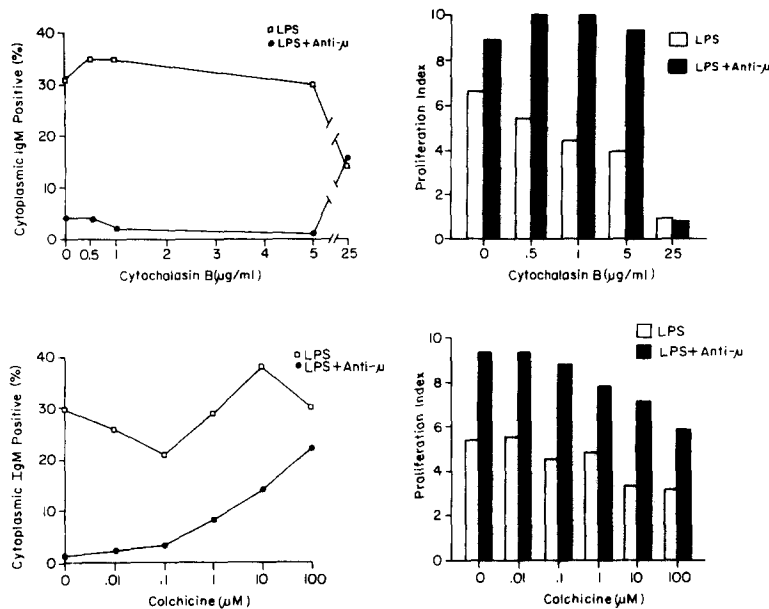 Cytoplasmic IgM Positive (%)
40
30
20
10
0
LPS
LPS+Anti-μ
0 0.5 1 2 3 4 5 25
Cytochalasin B(μg/ml)
Proliferation Index
10
8
6
4
2
0
LPS
LPS+Anti-μ
0 .5 1 5 25
Cytochalasin B(μg/ml)
Cytoplasmic IgM Positive (%)
40
30
20
10
0
LPS
LPS+Anti-μ
0 .01 .1 1 10 100
Colchicine(μM)
Proliferation Index
10
8
6
4
2
0
LPS
LPS+Anti-μ
0 .01 .1 1 10 100
Colchicine(μM)